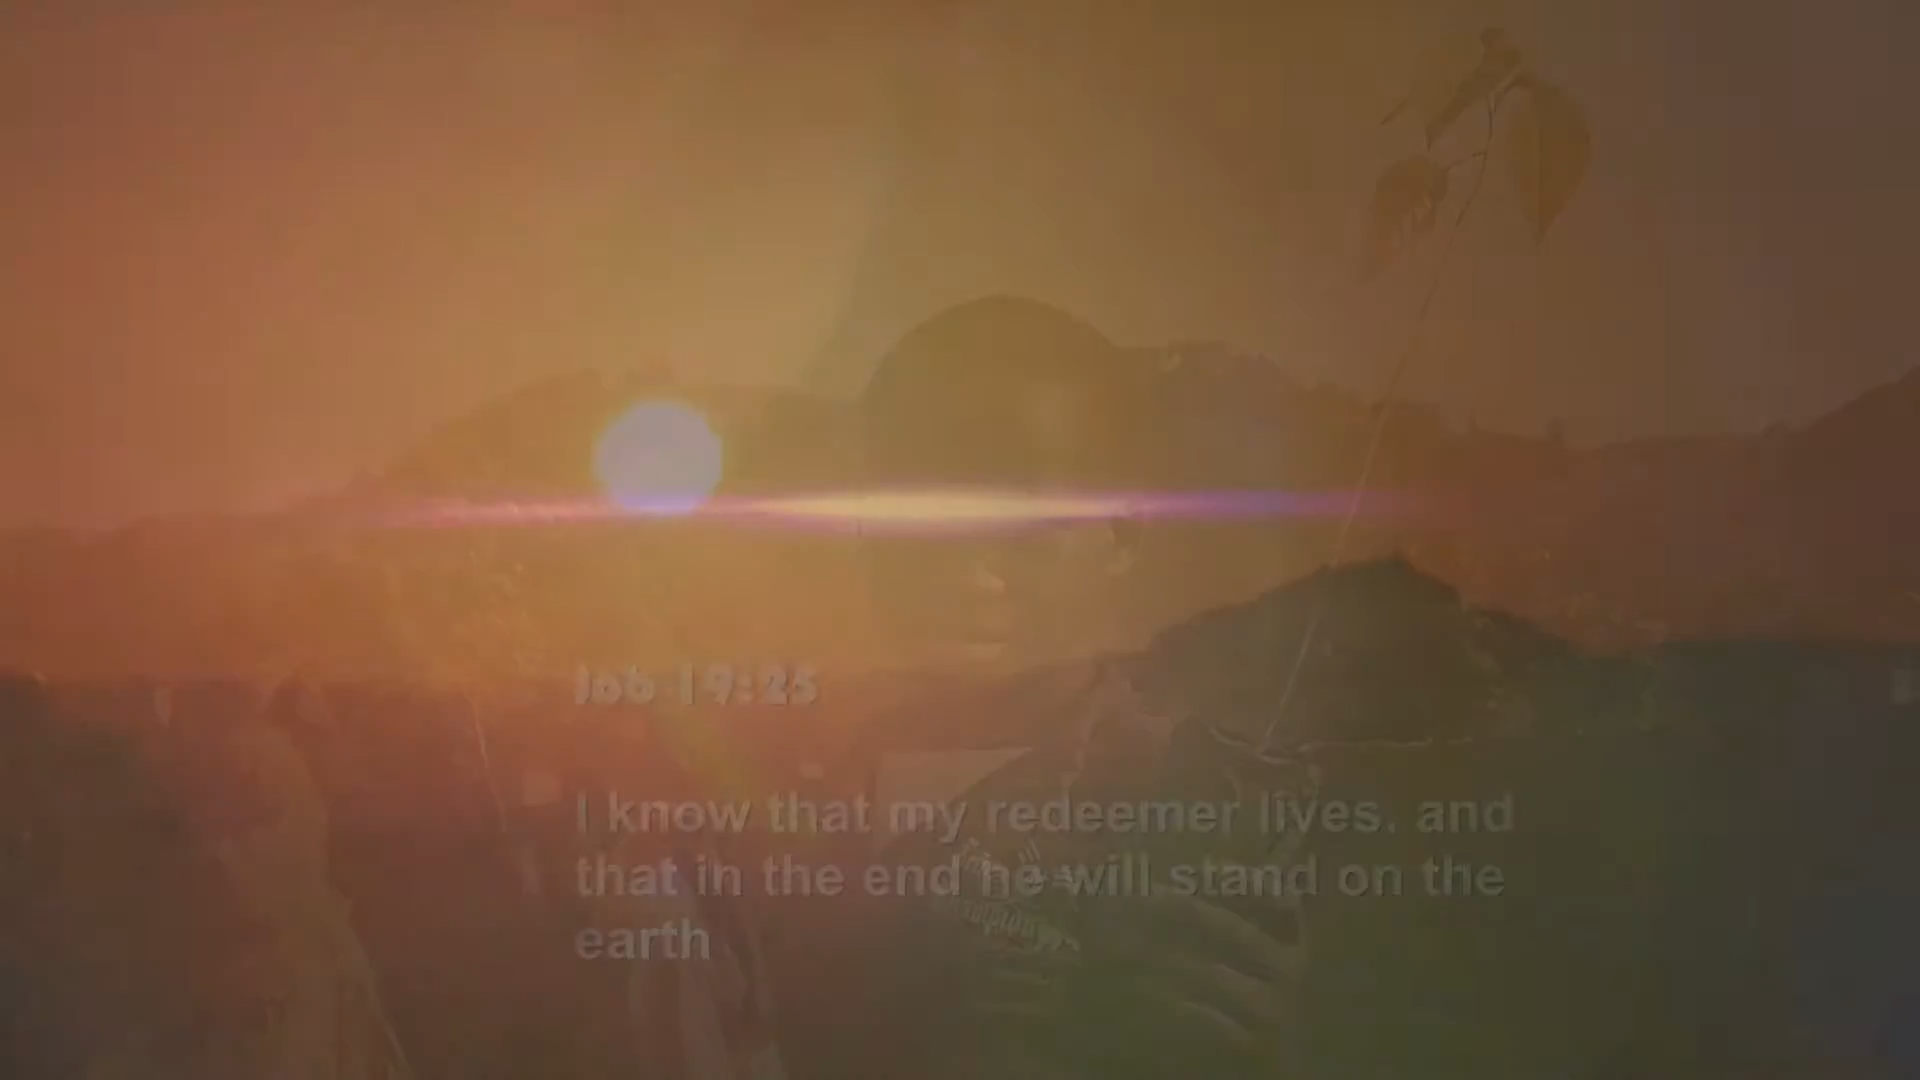 Job 19:25
I know that my redeemer lives, and
that in the end he will stand on the
earth